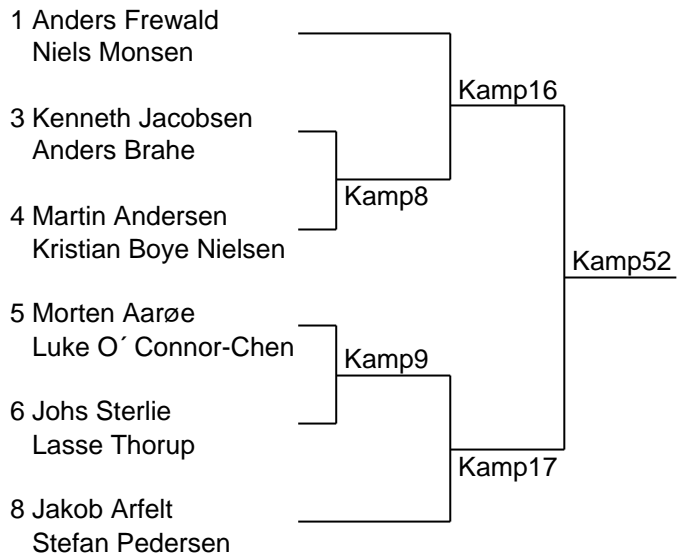 1 Anders Frewald
Niels Monsen
Kamp16
3 Kenneth Jacobsen
Anders Brahe
Kamp8
4 Martin Andersen
Kristian Boye Nielsen
Kamp52
5 Morten Aarøe
Luke O´ Connor-Chen
Kamp9
6 Johs Sterlie
Lasse Thorup
Kamp17
8 Jakob Arfelt
Stefan Pedersen